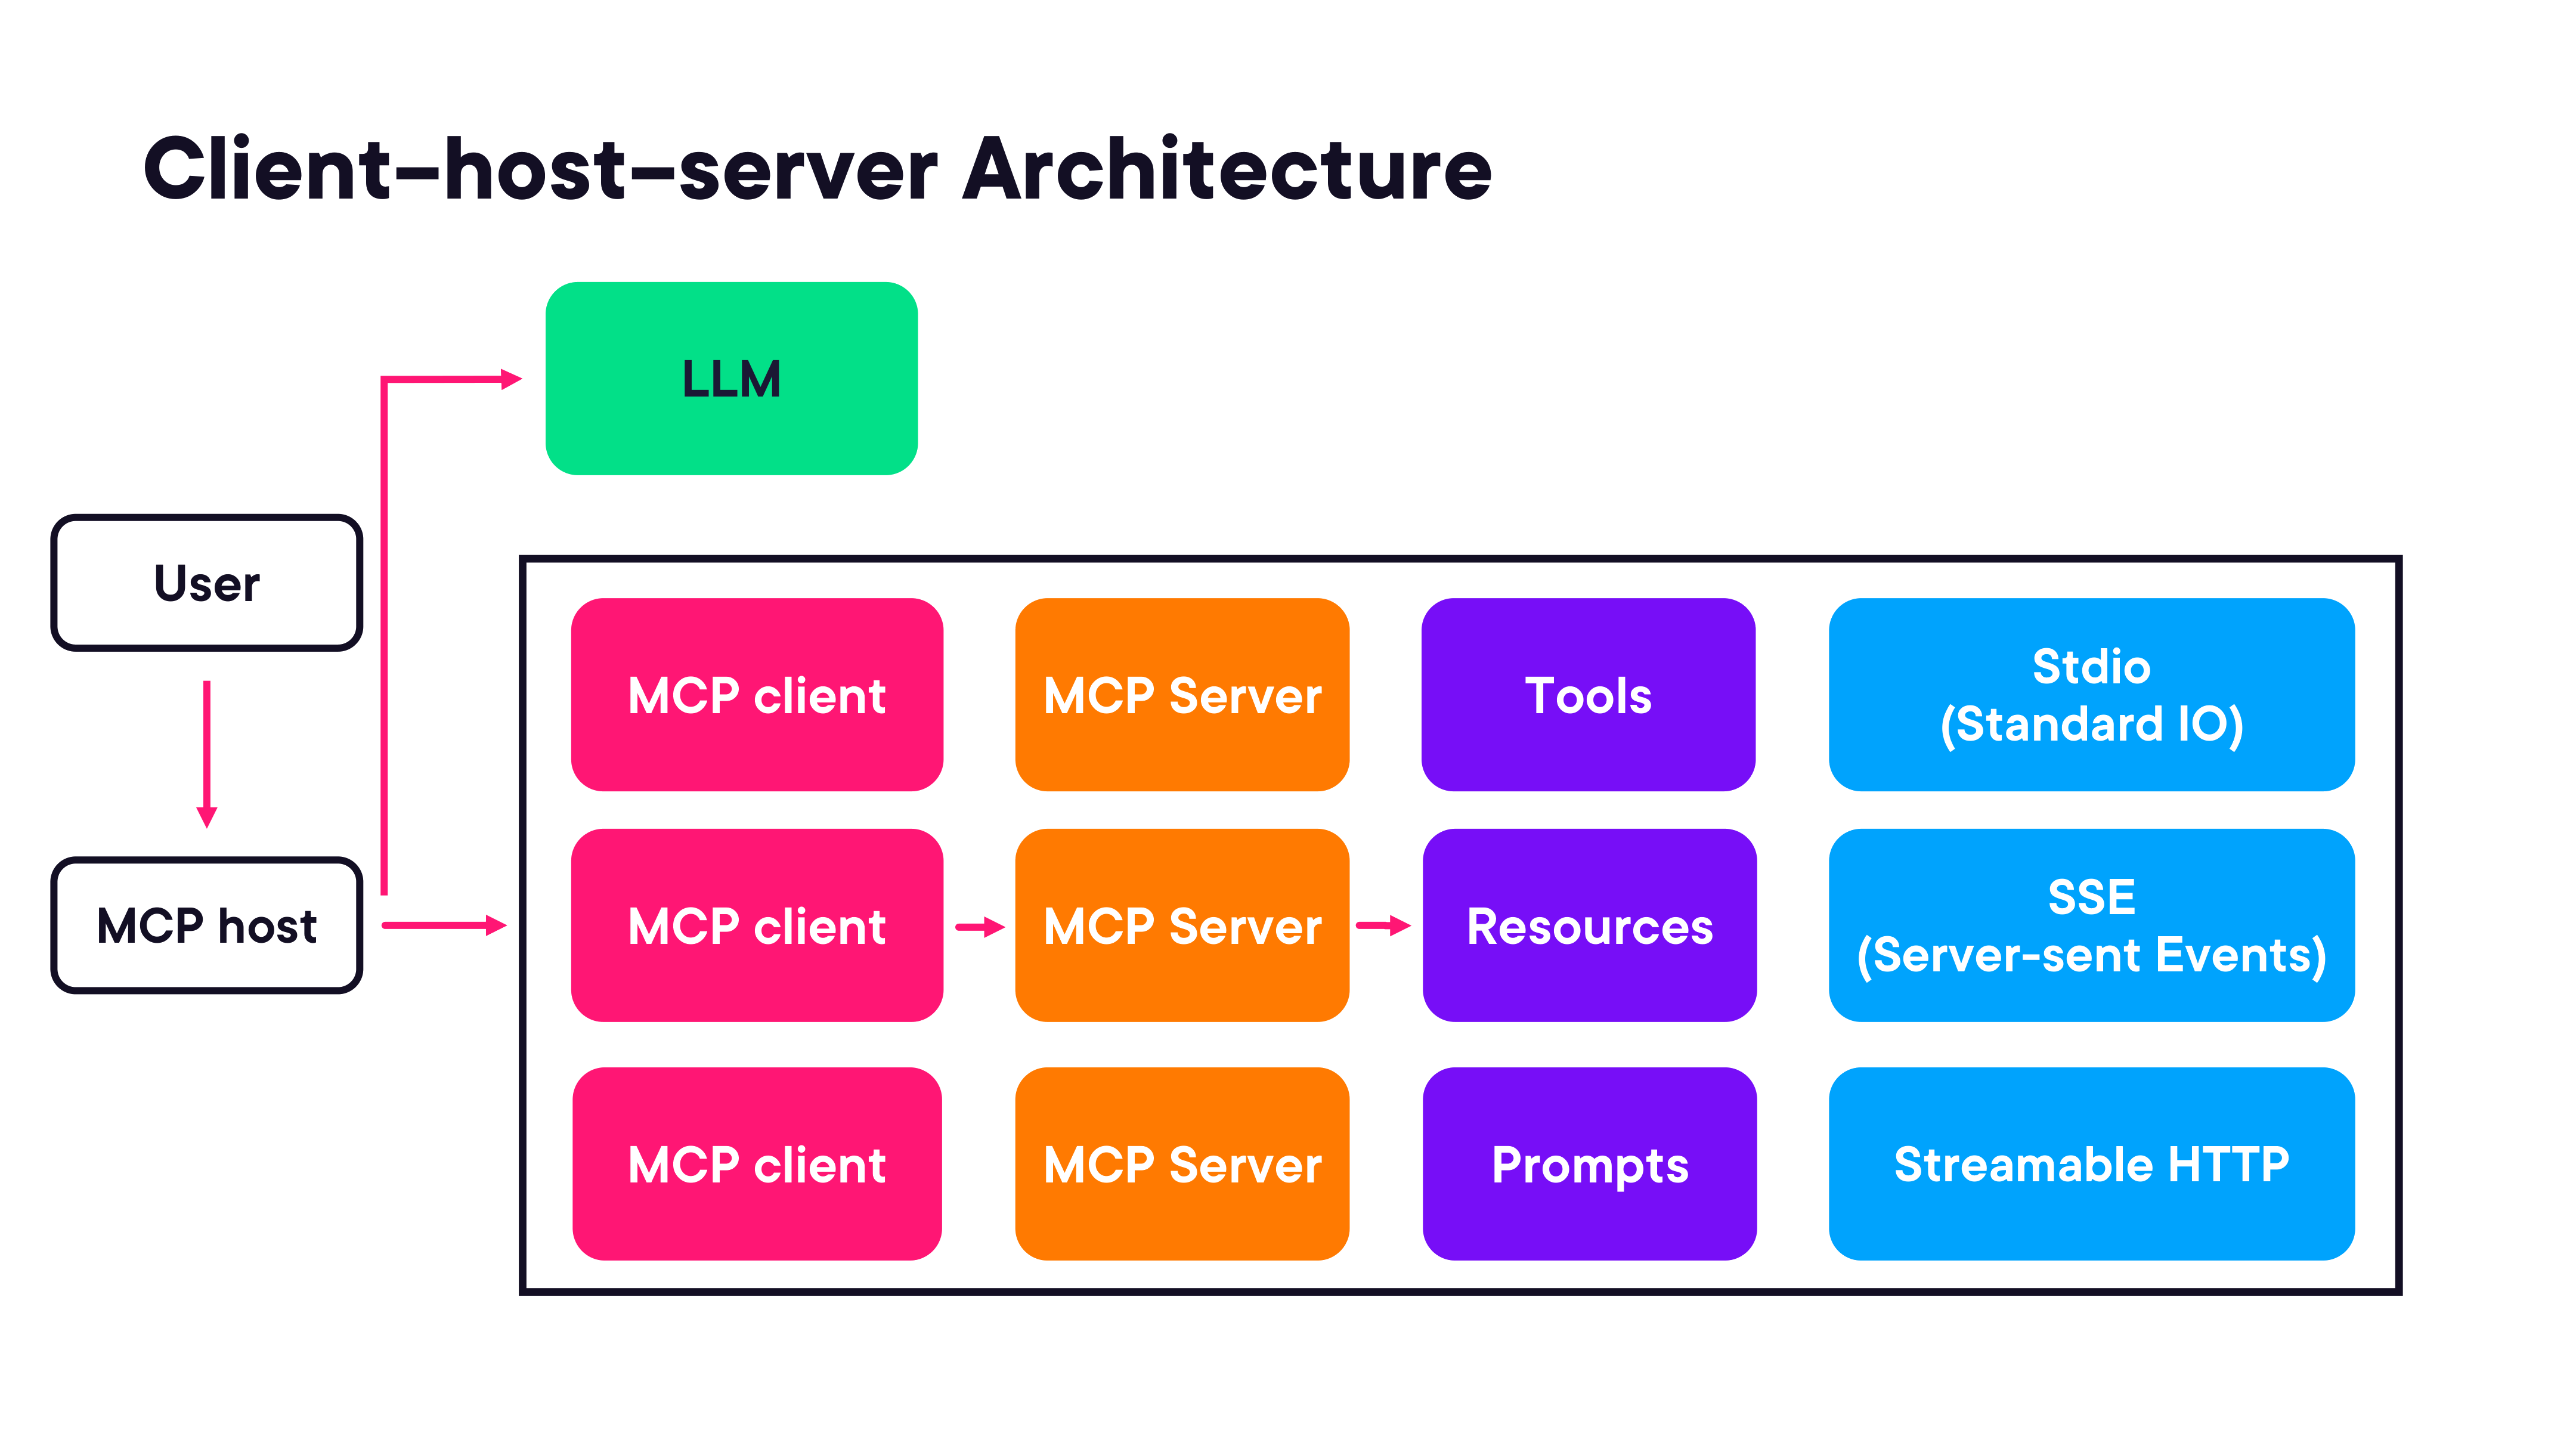 Client–host–server Architecture
LLM
User
MCP host
MCP client
MCP Server
Tools
Stdio
(Standard IO)
MCP client
MCP Server
Resources
SSE
(Server-sent Events)
MCP client
MCP Server
Prompts
Streamable HTTP